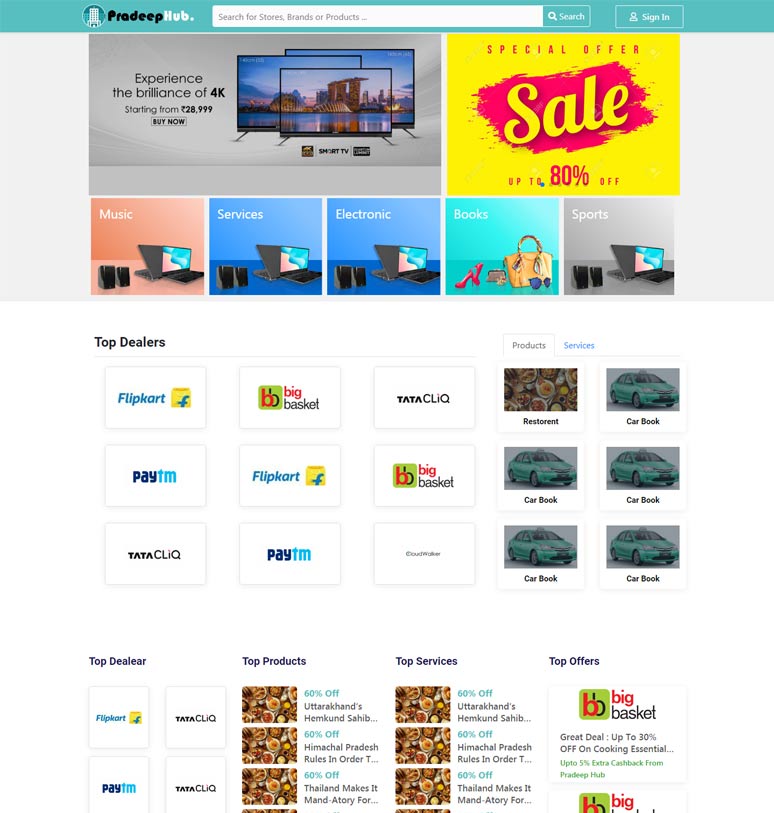 PradeepHub.
Search for Stores, Brands or Products ...
Search
Sign In
Experience
the brilliance of 4K
Starting from ₹28,999
BUY NOW
SMART TV
SPECIAL OFFER
Sale
UP TO 80% OFF
Music
Services
Electronic
Books
Sports
Top Dealers
Products
Services
Flipkart
bb big
basket
TATA CLiQ
Restorent
Car Book
paytm
Flipkart
bb big
basket
Car Book
Car Book
TATA CLiQ
paytm
CloudWalker
Car Book
Car Book
Top Dealear
Top Products
Top Services
Top Offers
Flipkart
TATA CLiQ
paytm
TATA CLiQ
60% Off
Uttarakhand's
Hemkund Sahib...
60% Off
Himachal Pradesh
Rules In Order T...
60% Off
Thailand Makes It
Mand-Atory For...
60% Off
Uttarakhand's
Hemkund Sahib...
60% Off
Himachal Pradesh
Rules In Order T...
60% Off
Thailand Makes It
Mand-Atory For...
bb big
basket
Great Deal : Up To 30%
OFF On Cooking Essential...
Upto 5% Extra Cashback From
Pradeep Hub
bb big